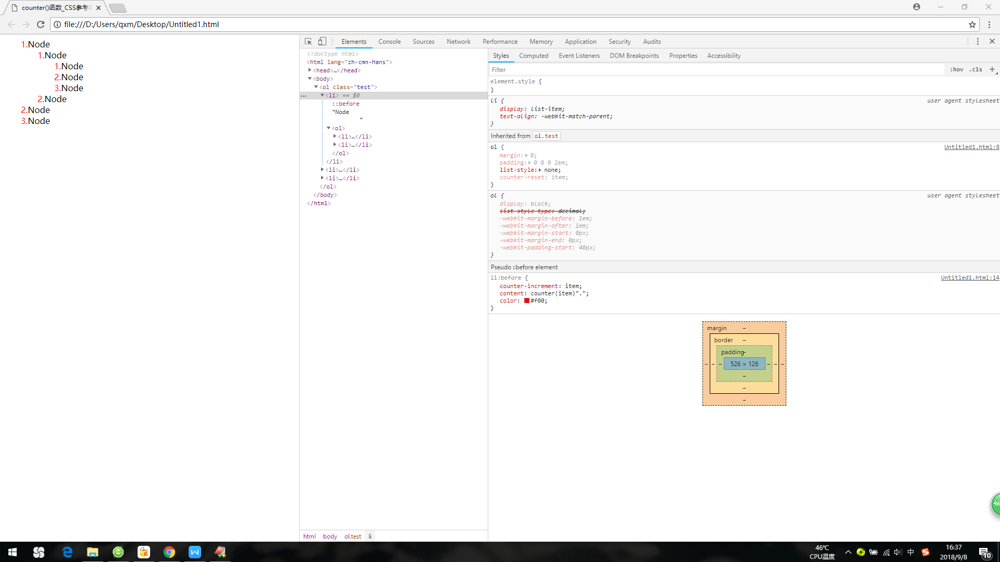 counter()函数_CSS参考手
file:///D:/Users/qxm/Desktop/Untitled1.html
1.Node
1.Node
1.Node
2.Node
3.Node
2.Node
2.Node
3.Node
Elements Console Sources Network Performance Memory Application Security Audits
<!doctype html>
<html lang="zh-cmn-Hans">
<head>…</head>
<body>
<ol class="test">
<li> == $0
::before
"Node
"
<ol>
<li>…</li>
<li>…</li>
</ol>
</li>
<li>…</li>
<li>…</li>
</ol>
</body>
</html>
html body ol.test li
Styles Computed Event Listeners DOM Breakpoints Properties Accessibility
Filter :hov .cls +
element.style {
}
li { user agent stylesheet
display: list-item;
text-align: -webkit-match-parent;
}
Inherited from ol.test
ol { Untitled1.html:8
margin: 0;
padding: 0 0 0 2em;
list-style: none;
counter-reset: item;
}
ol { user agent stylesheet
display: block;
list-style-type: decimal;
-webkit-margin-before: 1em;
-webkit-margin-after: 1em;
-webkit-margin-start: 0px;
-webkit-margin-end: 0px;
-webkit-padding-start: 40px;
}
Pseudo ::before element
li:before { Untitled1.html:14
counter-increment: item;
content: counter(item)".";
color: #f00;
}
margin –
border –
padding –
– – – 526 × 126 – – –
–
–
–
46
46℃
CPU温度
中
16:37
2018/9/8
10